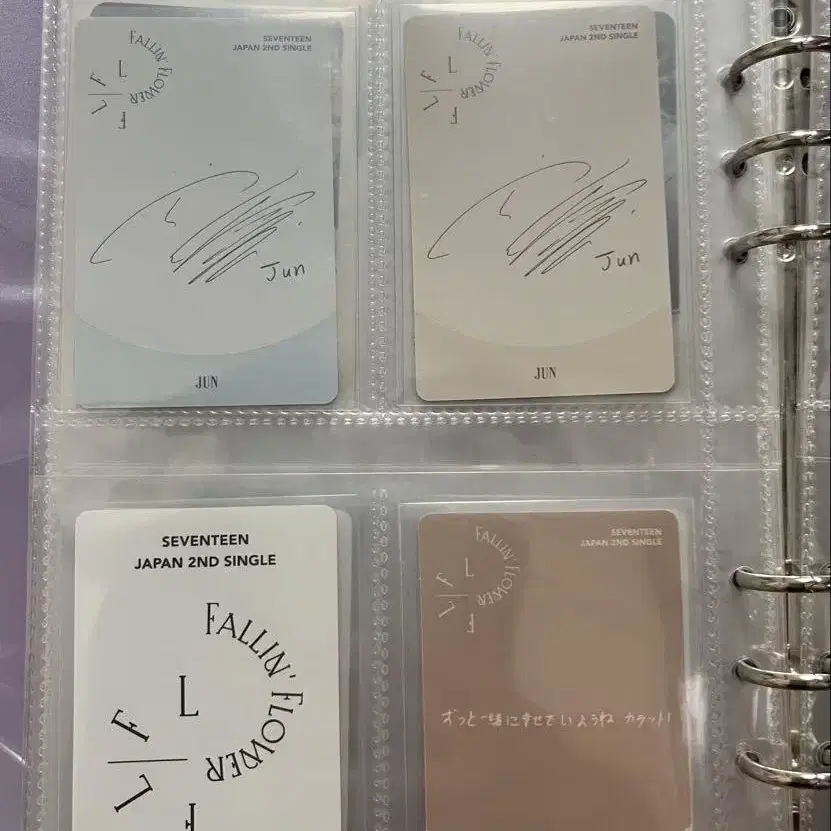 SEVENTEEN
JAPAN 2ND SINGLE
FALLIN' FLOWER
L
F
L
F
Jun
JUN
SEVENTEEN
JAPAN 2ND SINGLE
FALLIN' FLOWER
L
F
L
F
Jun
JUN
SEVENTEEN
JAPAN 2ND SINGLE
FALLIN' FLOWER
L
F
L
F
SEVENTEEN
JAPAN 2ND SINGLE
FALLIN' FLOWER
L
F
L
F
ずっと一緒に幸せでいようね カラット!